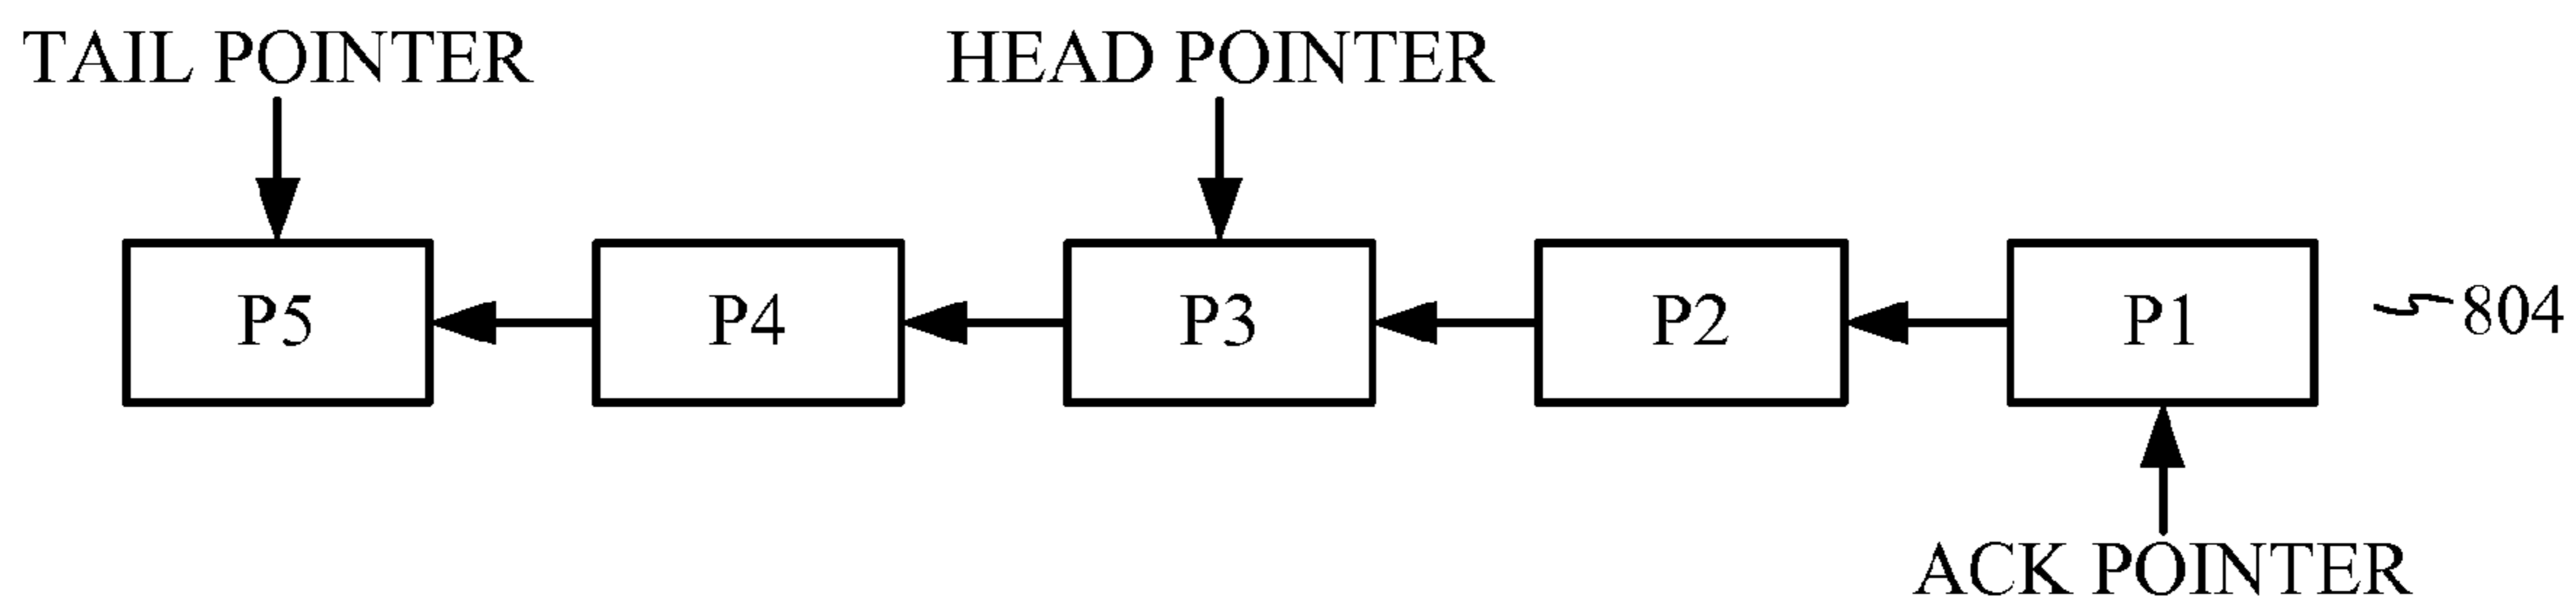 TAIL POINTER
HEAD POINTER
P5
P4
P3
P2
P1
804
ACK POINTER